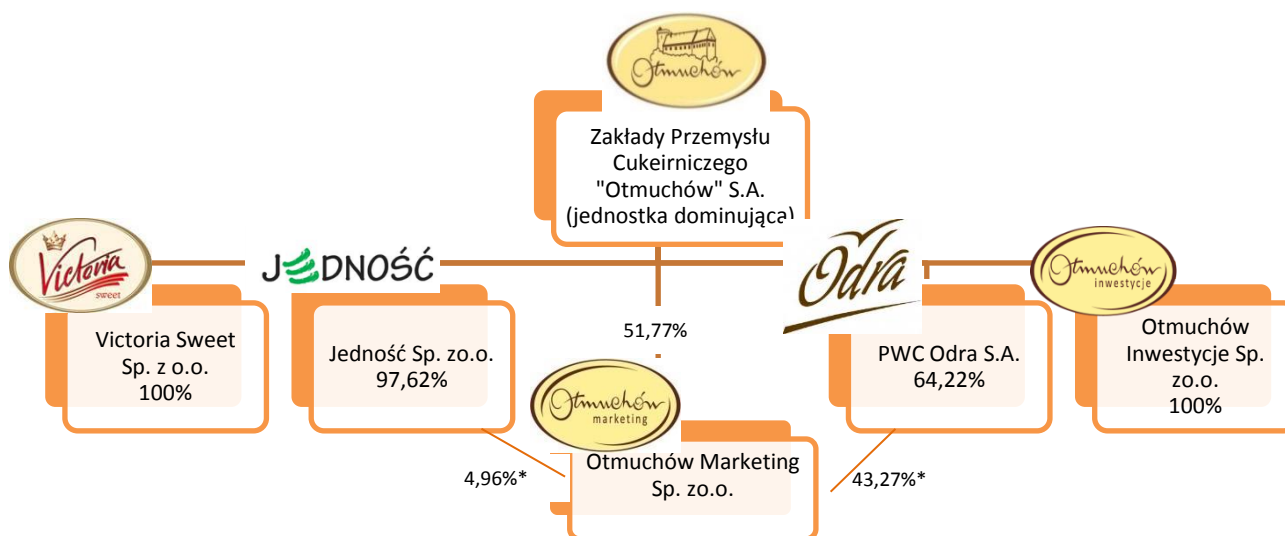 Otmuchów
Zakłady Przemysłu
Cukeirniczego
"Otmuchów" S.A.
(jednostka dominująca)
Victoria
sweet
JEDNOŚĆ
Odra
Otmuchów
inwestycje
Victoria Sweet
Sp. z o.o.
100%
Jedność Sp. zo.o.
97,62%
51,77%
PWC Odra S.A.
64,22%
Otmuchów
Inwestycje Sp.
zo.o.
100%
Otmuchów
marketing
Otmuchów Marketing
Sp. zo.o.
4,96%*
43,27%*